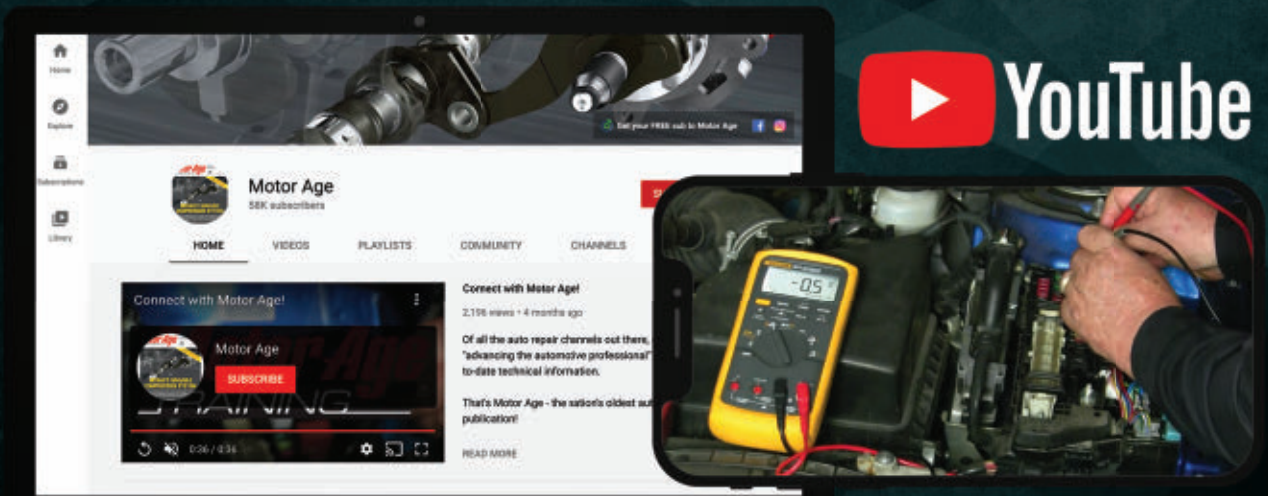 YouTube
Home
Explore
Subscriptions
Library
Get your FREE sub to Motor Age
Motor Age
58K subscribers
HOME VIDEOS PLAYLISTS COMMUNITY CHANNELS
Connect with Motor Age!
Motor Age
SUBSCRIBE
TRAINING
0:36 / 0:36
Connect with Motor Age!
2,196 views • 4 months ago
Of all the auto repair channels out there,
"advancing the automotive professional"
to-date technical information.
That's Motor Age - the nation's oldest
publication!
READ MORE
-0.5